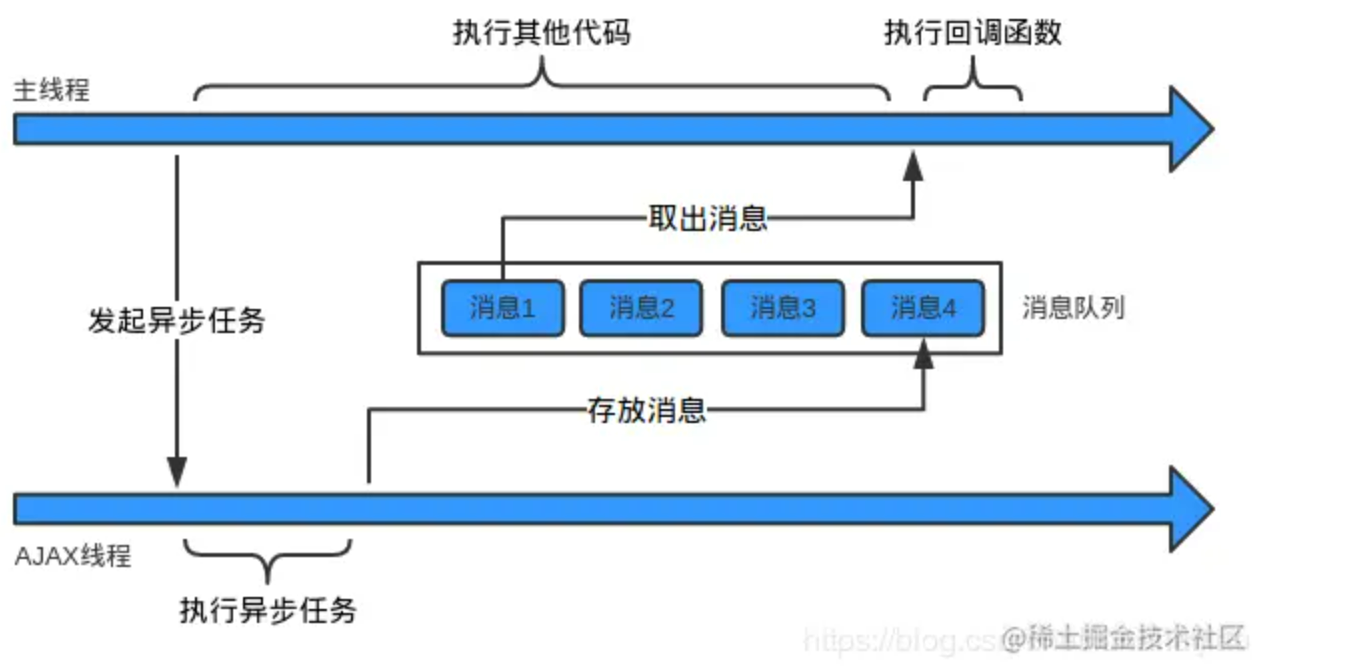 执行其他代码
执行回调函数
主线程
取出消息
消息1
消息2
消息3
消息4
消息队列
发起异步任务
存放消息
AJAX线程
执行异步任务
@稀土掘金技术社区